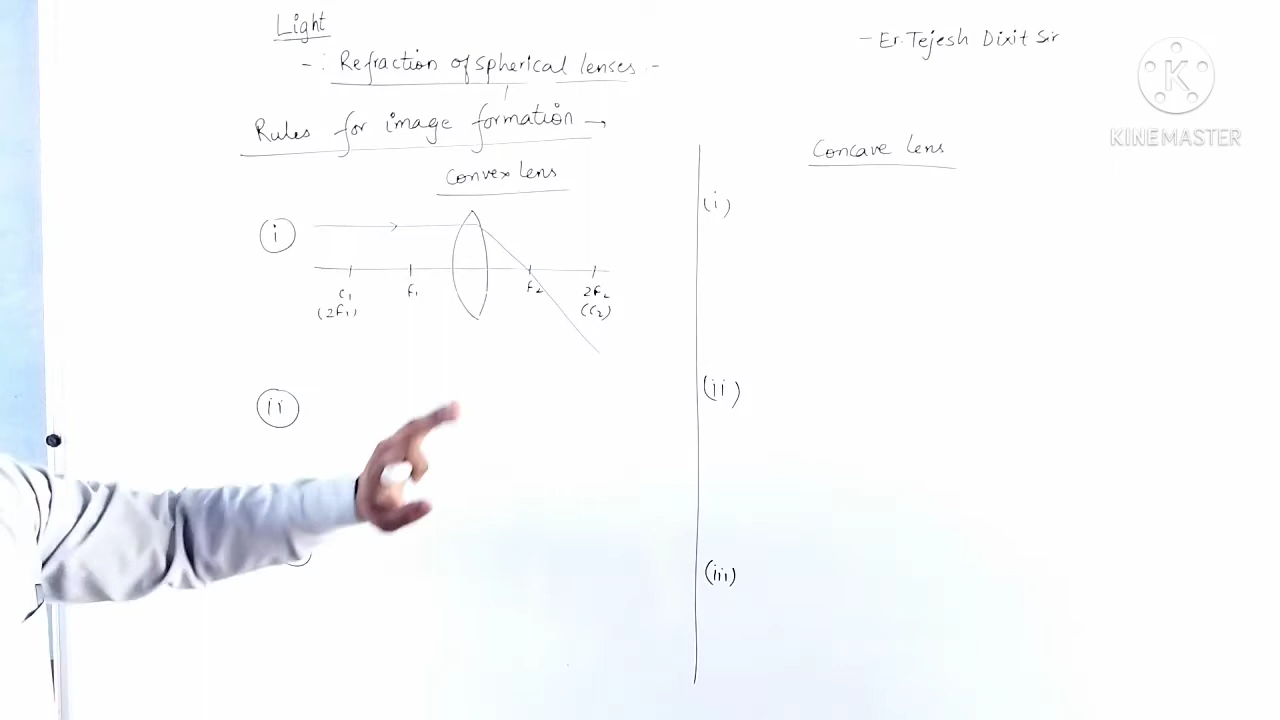 Light
- Er. Tejesh Dixit Sir
-: Refraction of spherical lenses -
Rules for image formation →
KINEMASTER
Convex lens
Concave lens
(i)
i
C1 f1 f2 2f2
(2f1) (C2)
ii
(ii)
(iii)